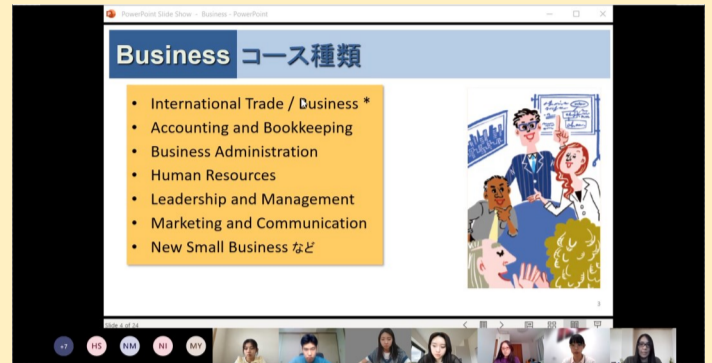 PowerPoint Slide Show - Business - PowerPoint
Business コース種類
• International Trade / Business *
• Accounting and Bookkeeping
• Business Administration
• Human Resources
• Leadership and Management
• Marketing and Communication
• New Small Business など
3
Slide 4 of 24
+7 HS NM NI MY